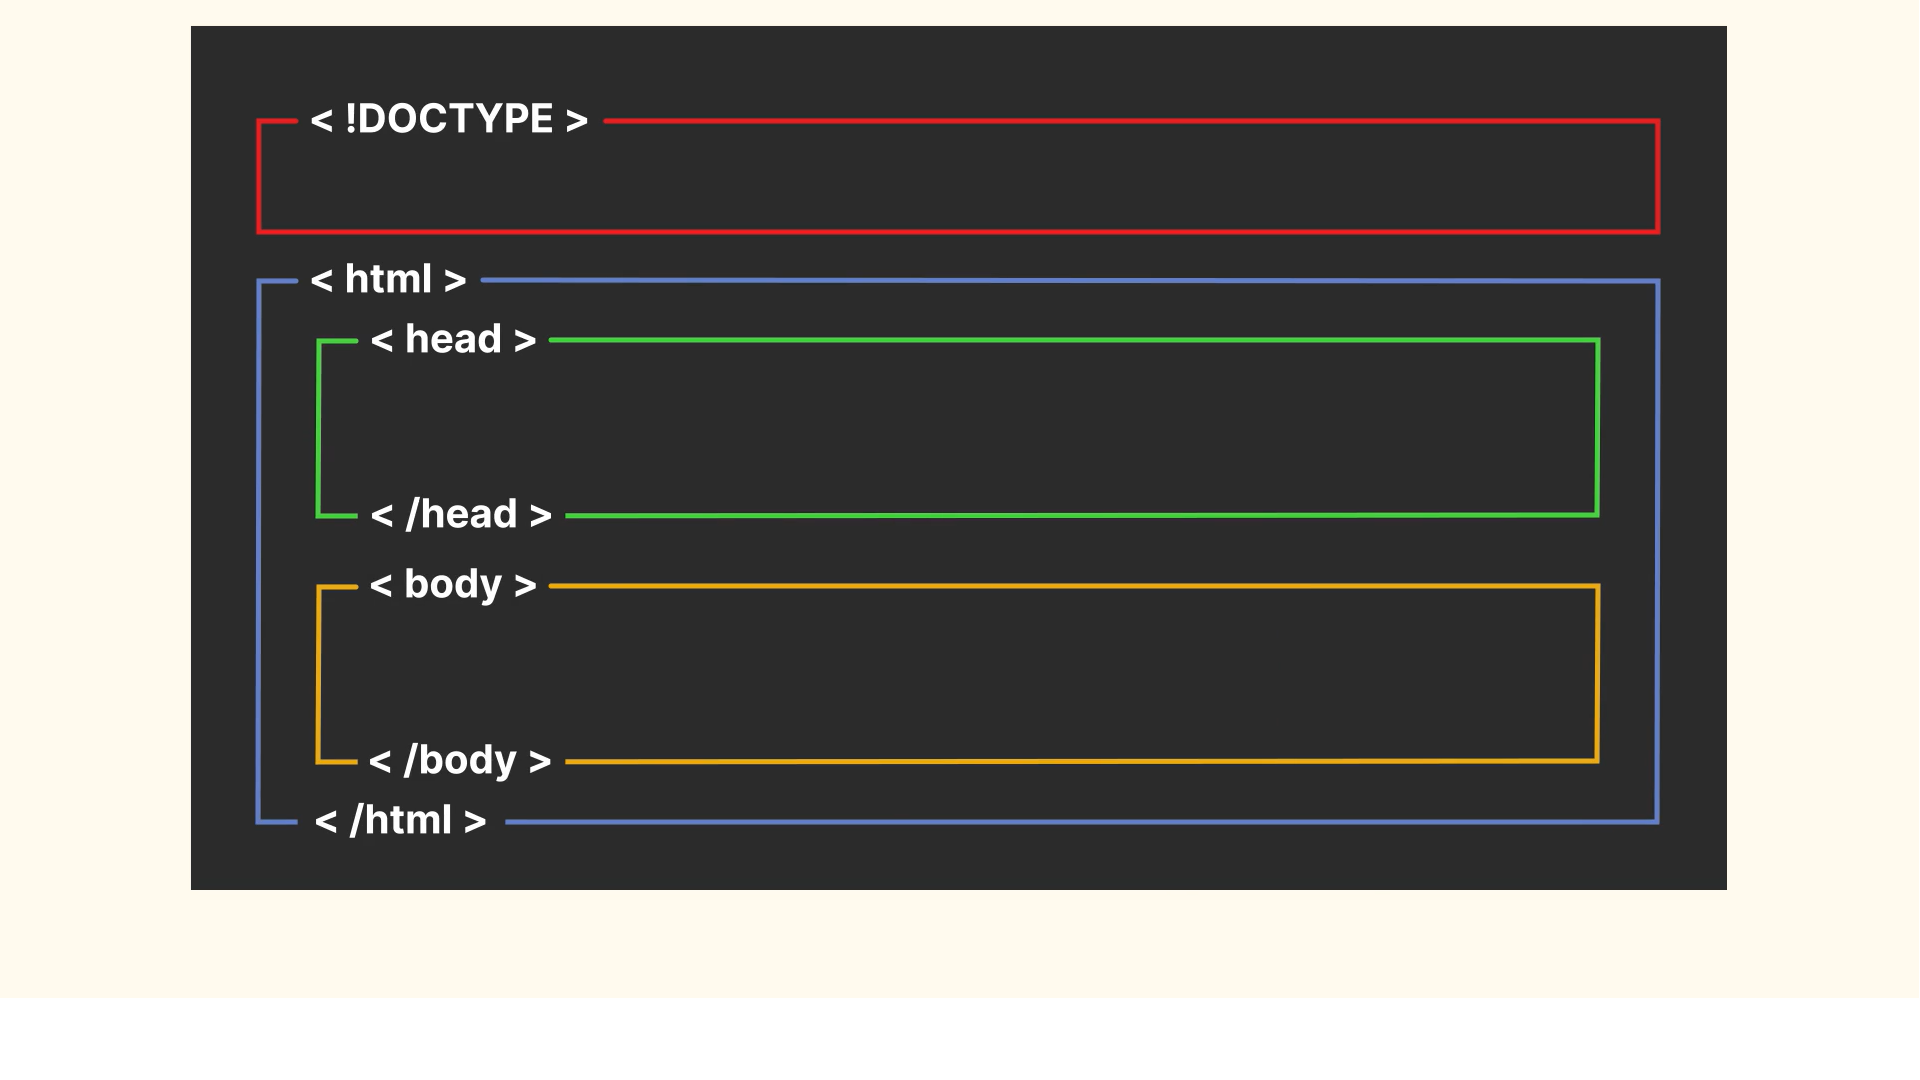 < !DOCTYPE >
< html >
< head >
< /head >
< body >
< /body >
< /html >